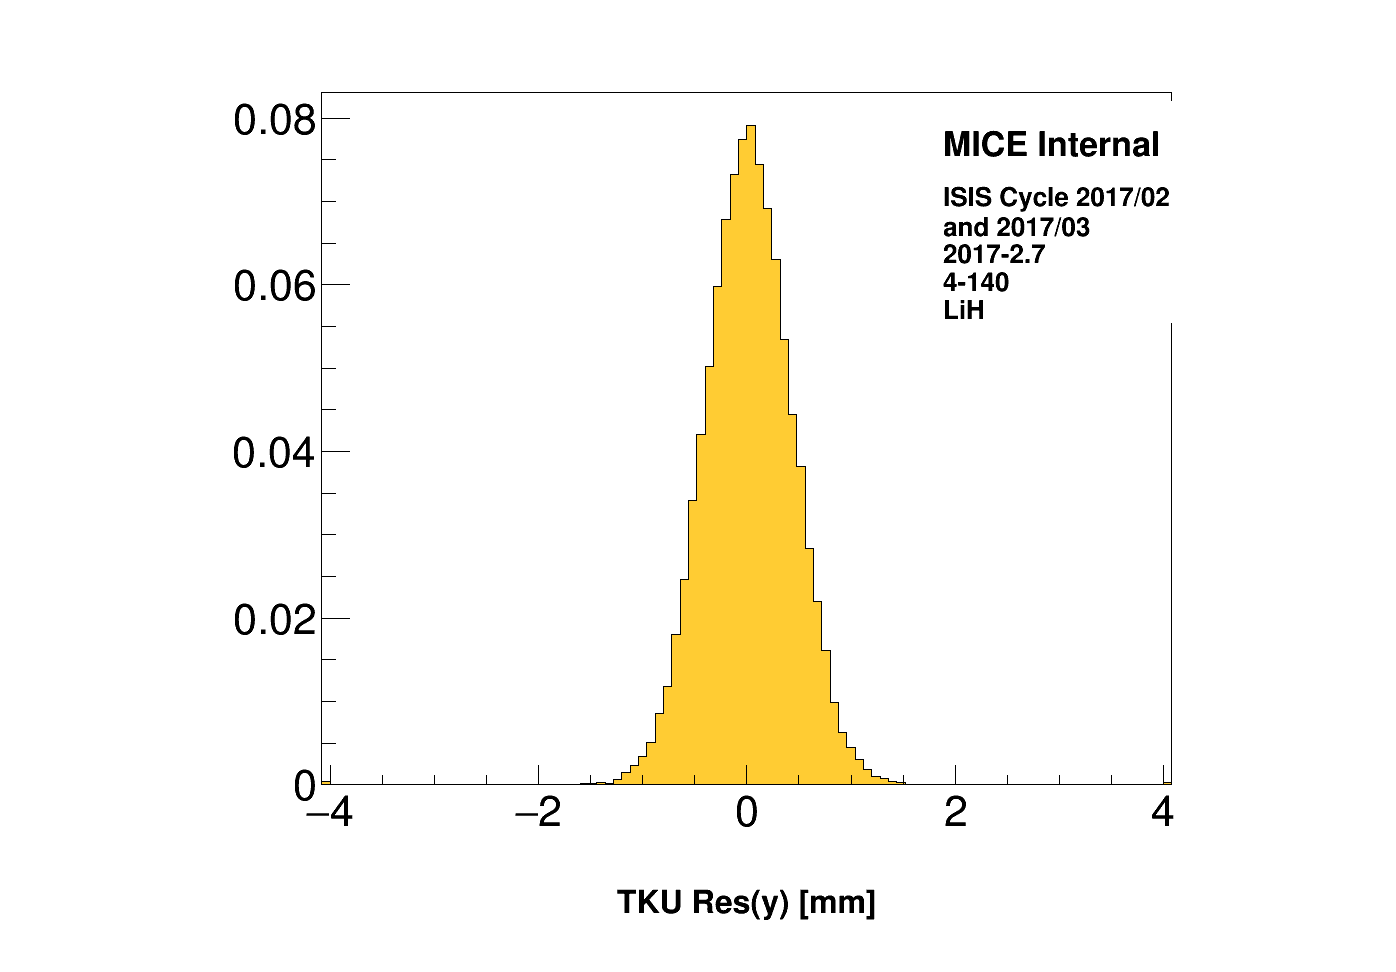 0.08
0.06
0.04
0.02
0
−4
−2
0
2
4
MICE Internal
ISIS Cycle 2017/02
and 2017/03
2017-2.7
4-140
LiH
TKU Res(y) [mm]